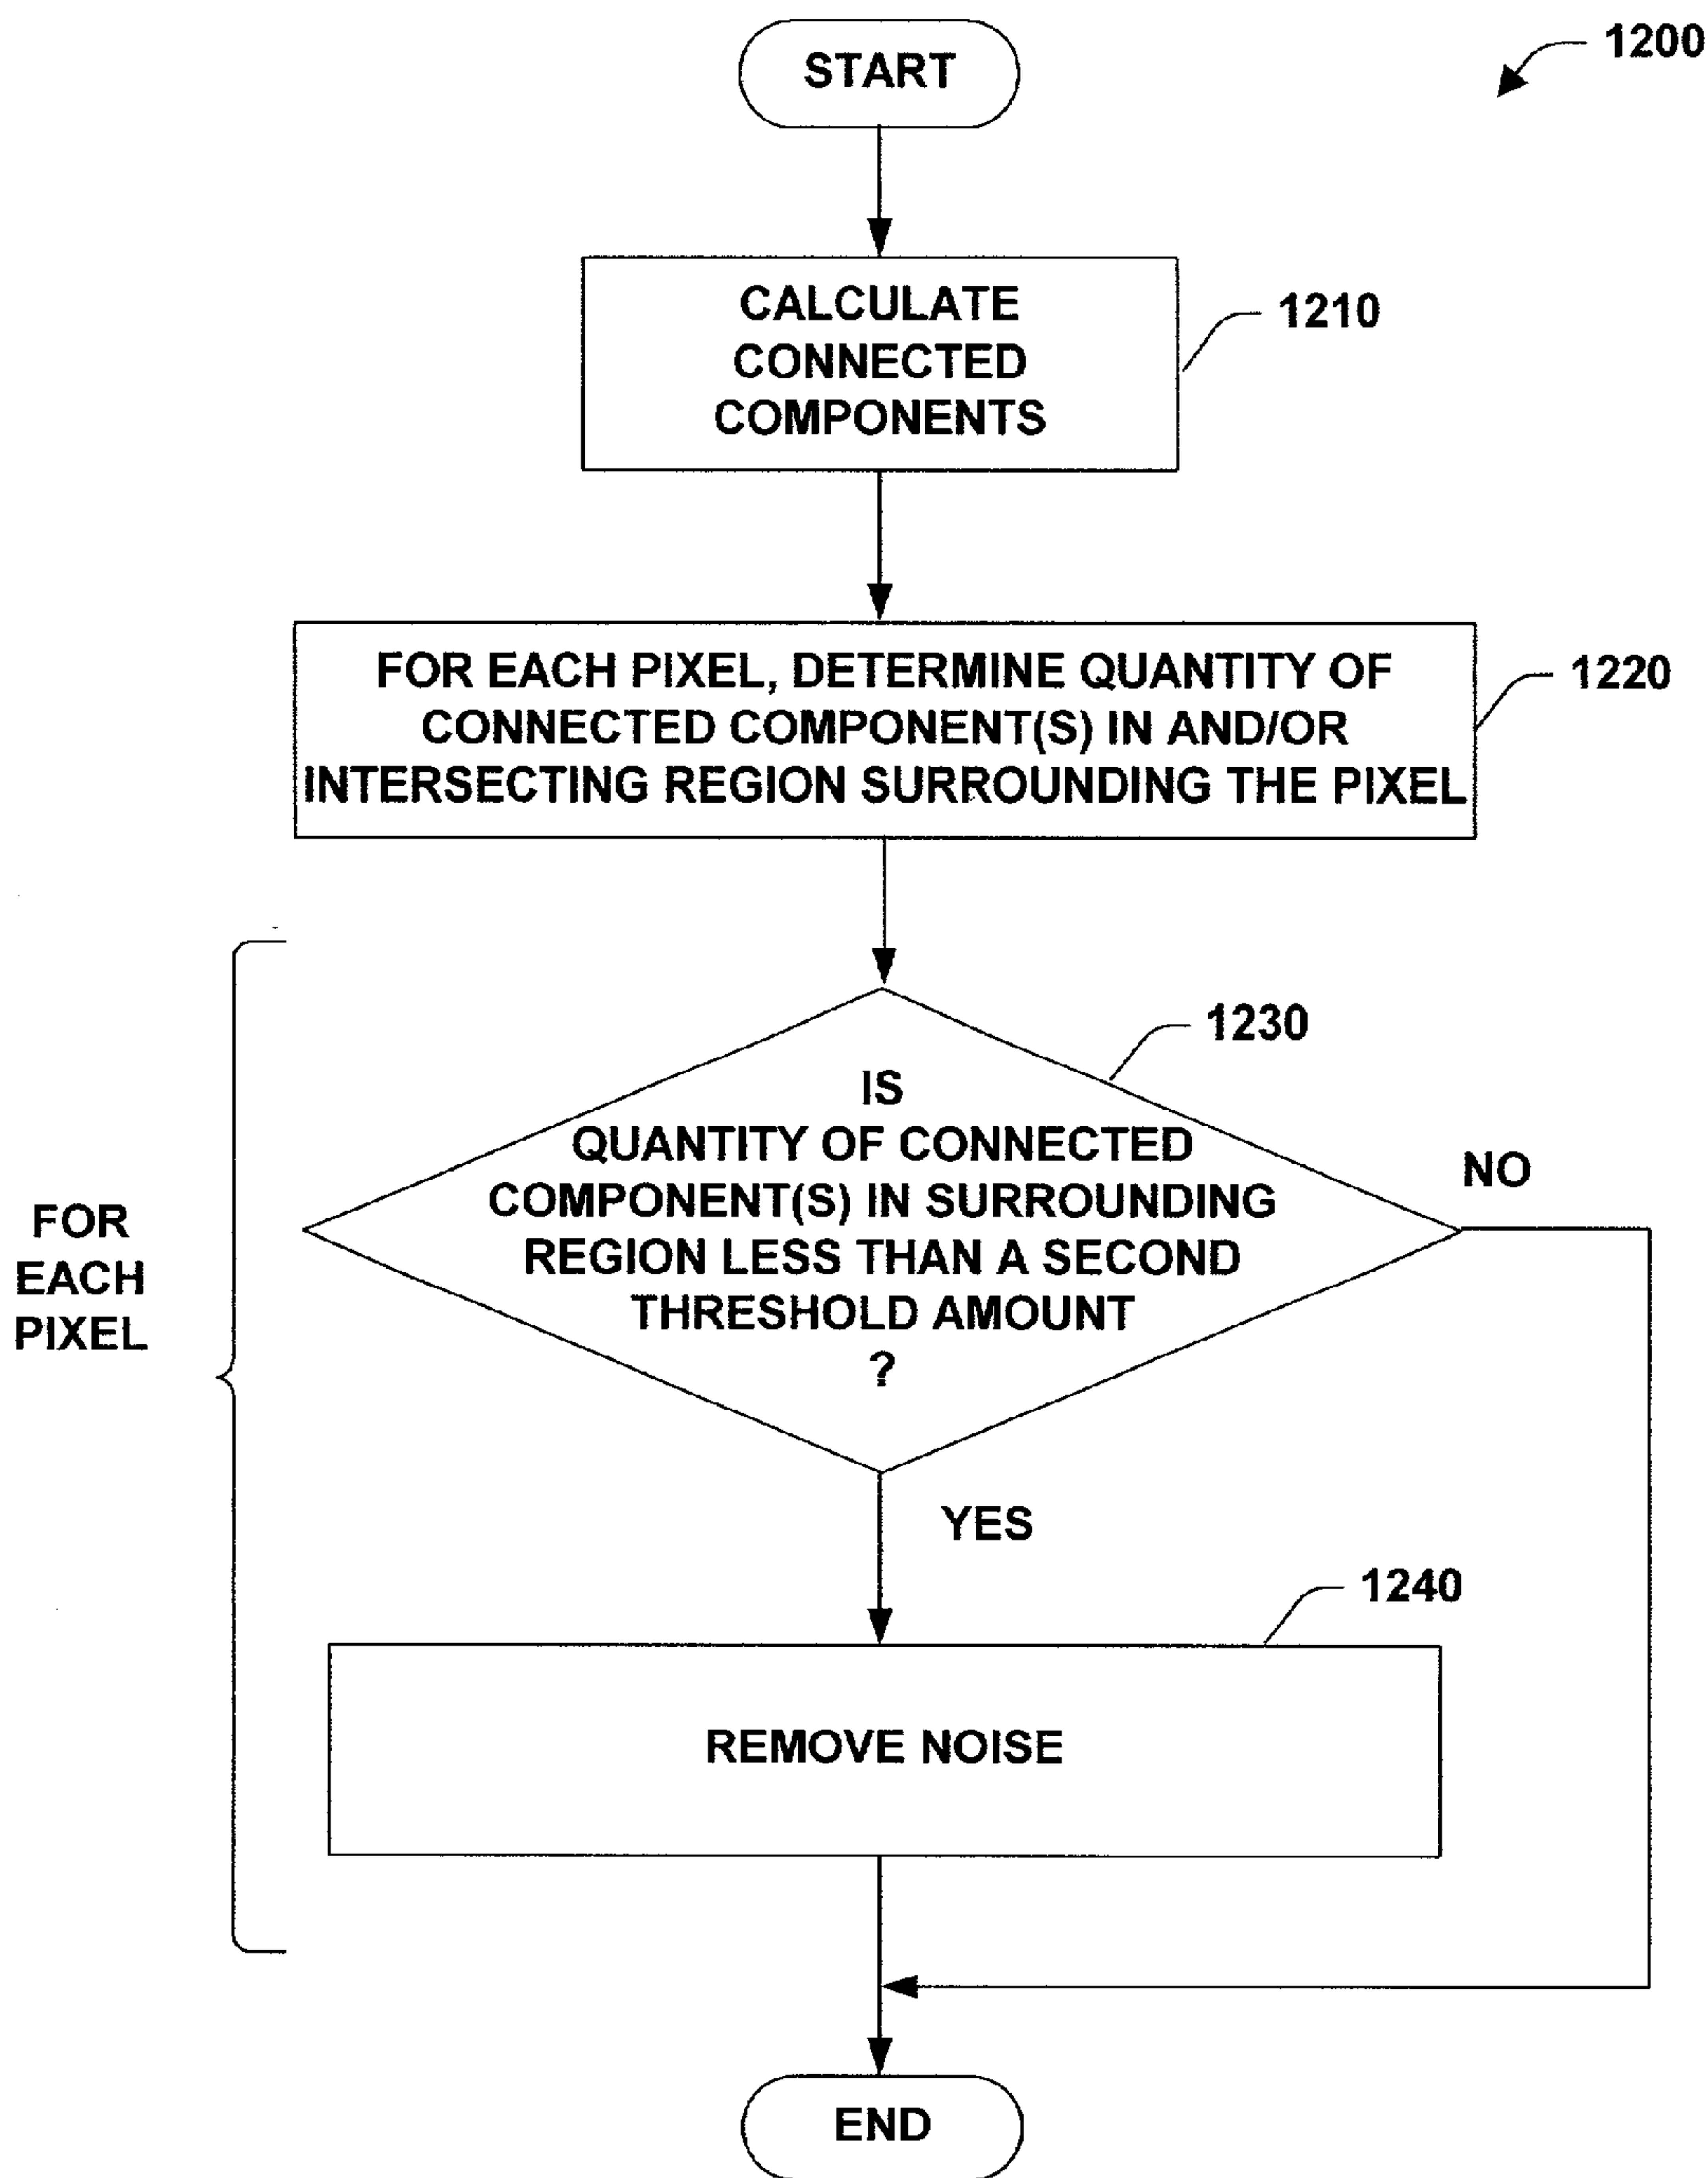 1200
START
CALCULATE
CONNECTED
COMPONENTS
1210
FOR EACH PIXEL, DETERMINE QUANTITY OF
CONNECTED COMPONENT(S) IN AND/OR
INTERSECTING REGION SURROUNDING THE PIXEL
1220
1230
IS
QUANTITY OF CONNECTED
COMPONENT(S) IN SURROUNDING
REGION LESS THAN A SECOND
THRESHOLD AMOUNT
?
NO
FOR
EACH
PIXEL
YES
1240
REMOVE NOISE
END